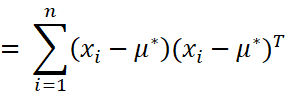 = ∑_{i=1}^{n} (x_i − μ*)(x_i − μ*)^T